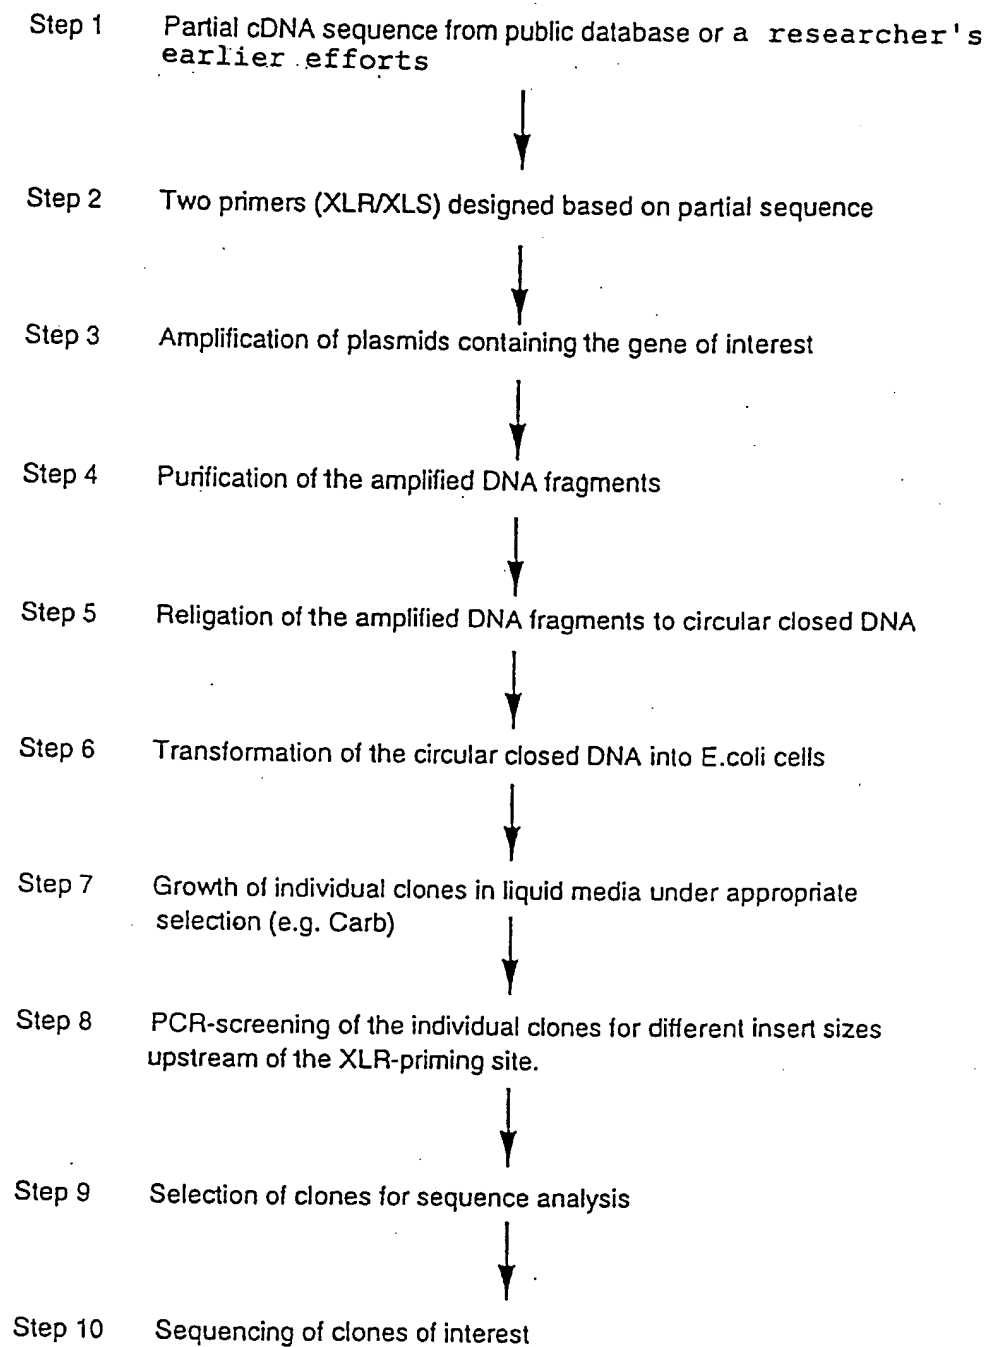 Step 1 Partial cDNA sequence from public database or a researcher's
earlier efforts
Step 2 Two primers (XLR/XLS) designed based on partial sequence
Step 3 Amplification of plasmids containing the gene of interest
Step 4 Purification of the amplified DNA fragments
Step 5 Religation of the amplified DNA fragments to circular closed DNA
Step 6 Transformation of the circular closed DNA into E.coli cells
Step 7 Growth of individual clones in liquid media under appropriate
selection (e.g. Carb)
Step 8 PCR-screening of the individual clones for different insert sizes
upstream of the XLR-priming site.
Step 9 Selection of clones for sequence analysis
Step 10 Sequencing of clones of interest